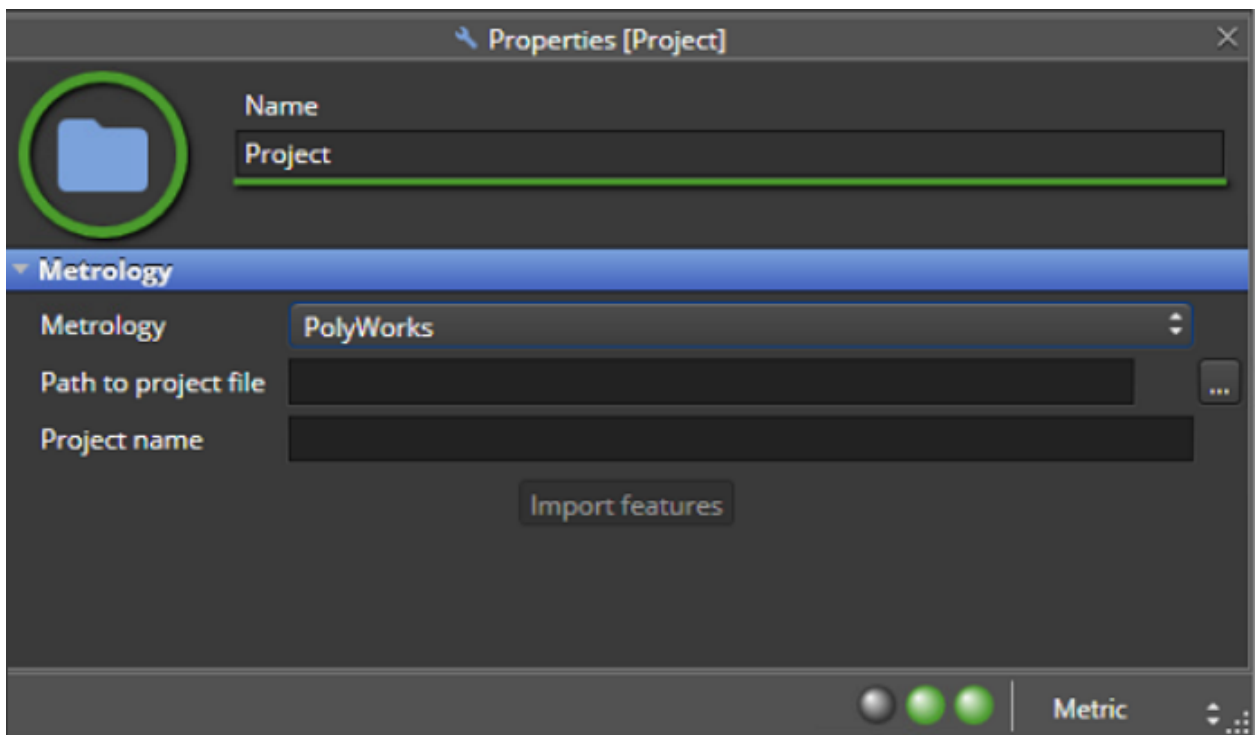 Properties [Project]
Name
Project
Metrology
Metrology PolyWorks
Path to project file ...
Project name
Import features
Metric